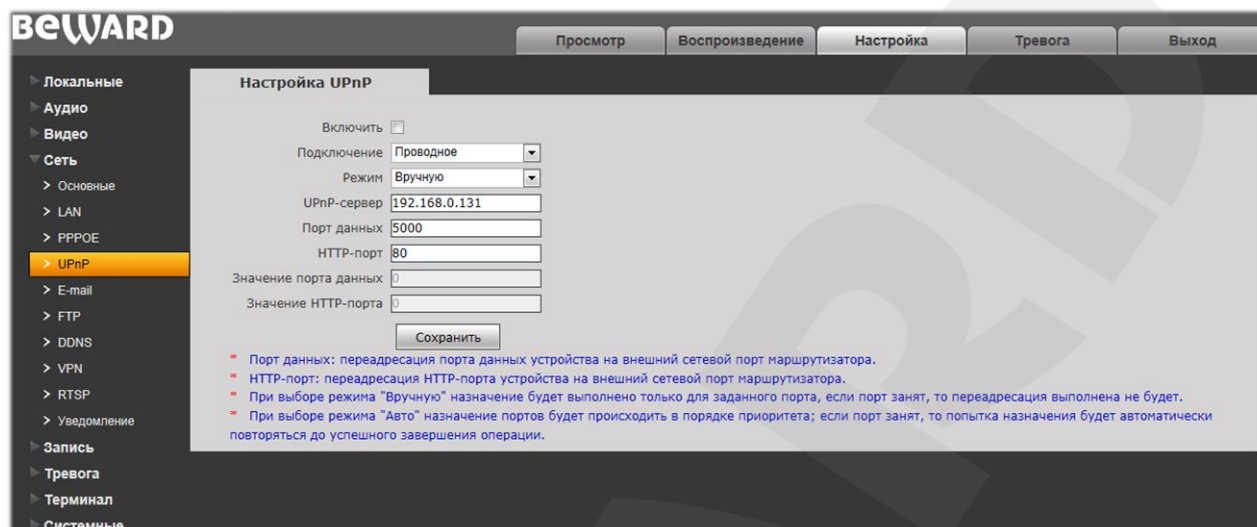 BEWARD
Просмотр
Воспроизведение
Настройка
Тревога
Выход
Локальные
Аудио
Видео
Сеть
Основные
LAN
PPPOE
UPnP
E-mail
FTP
DDNS
VPN
RTSP
Уведомление
Запись
Тревога
Терминал
Системные
Настройка UPnP
Включить
Подключение Проводное
Режим Вручную
UPnP-сервер 192.168.0.131
Порт данных 5000
HTTP-порт 80
Значение порта данных 0
Значение HTTP-порта 0
Сохранить
* Порт данных: переадресация порта данных устройства на внешний сетевой порт маршрутизатора.
* HTTP-порт: переадресация HTTP-порта устройства на внешний сетевой порт маршрутизатора.
* При выборе режима "Вручную" назначение будет выполнено только для заданного порта, если порт занят, то переадресация выполнена не будет.
* При выборе режима "Авто" назначение портов будет происходить в порядке приоритета; если порт занят, то попытка назначения будет автоматически
повторяться до успешного завершения операции.